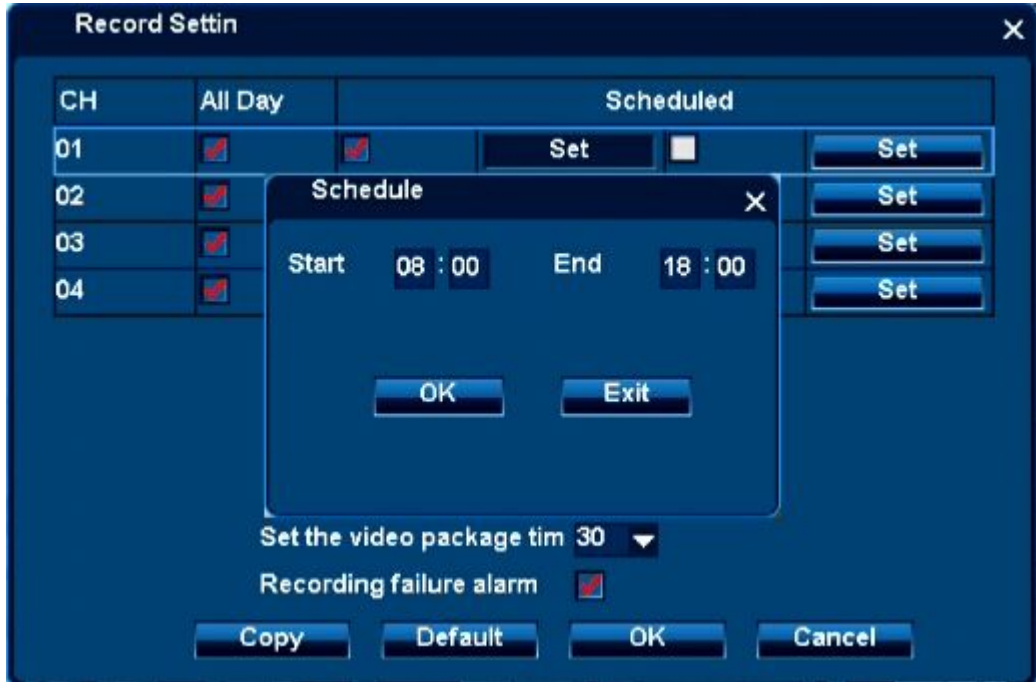 Record Settin
CH All Day Scheduled
01 Set Set
02 Set
03 Set
04 Set
Schedule
Start 08 : 00 End 18 : 00
OK Exit
Set the video package tim 30
Recording failure alarm
Copy Default OK Cancel